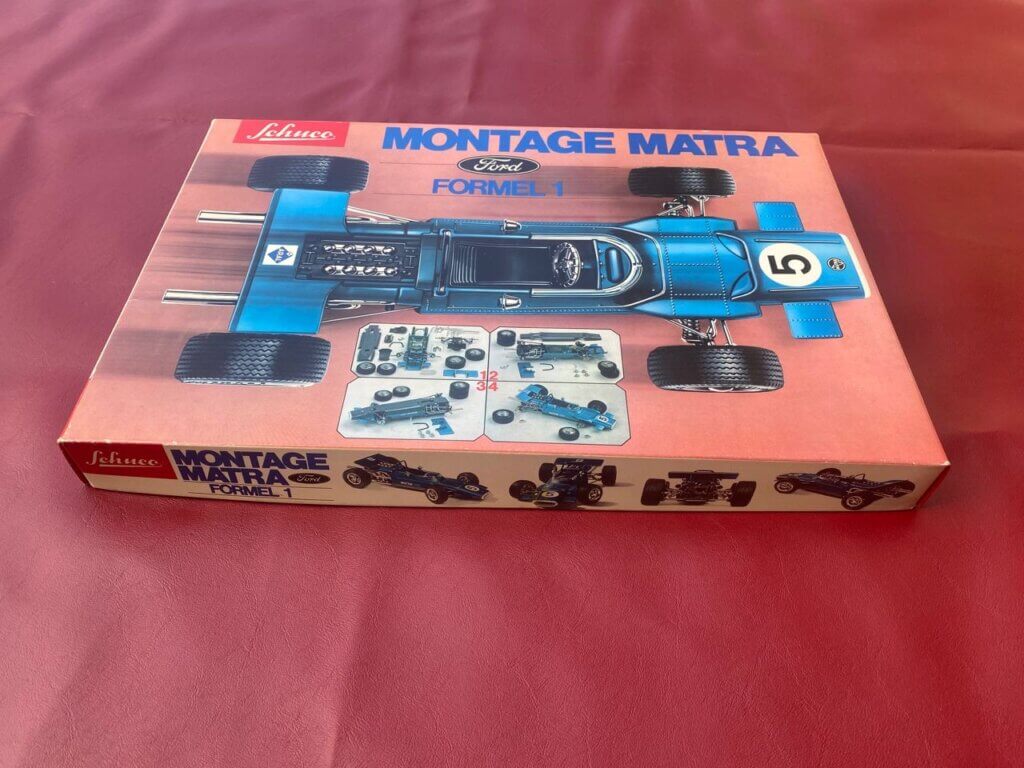 Schuco
MONTAGE MATRA
Ford
FORMEL 1
5
1 2
3 4
Schuco
MONTAGE
MATRA Ford
FORMEL 1